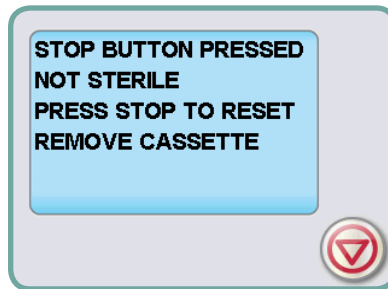 STOP BUTTON PRESSED
NOT STERILE
PRESS STOP TO RESET
REMOVE CASSETTE